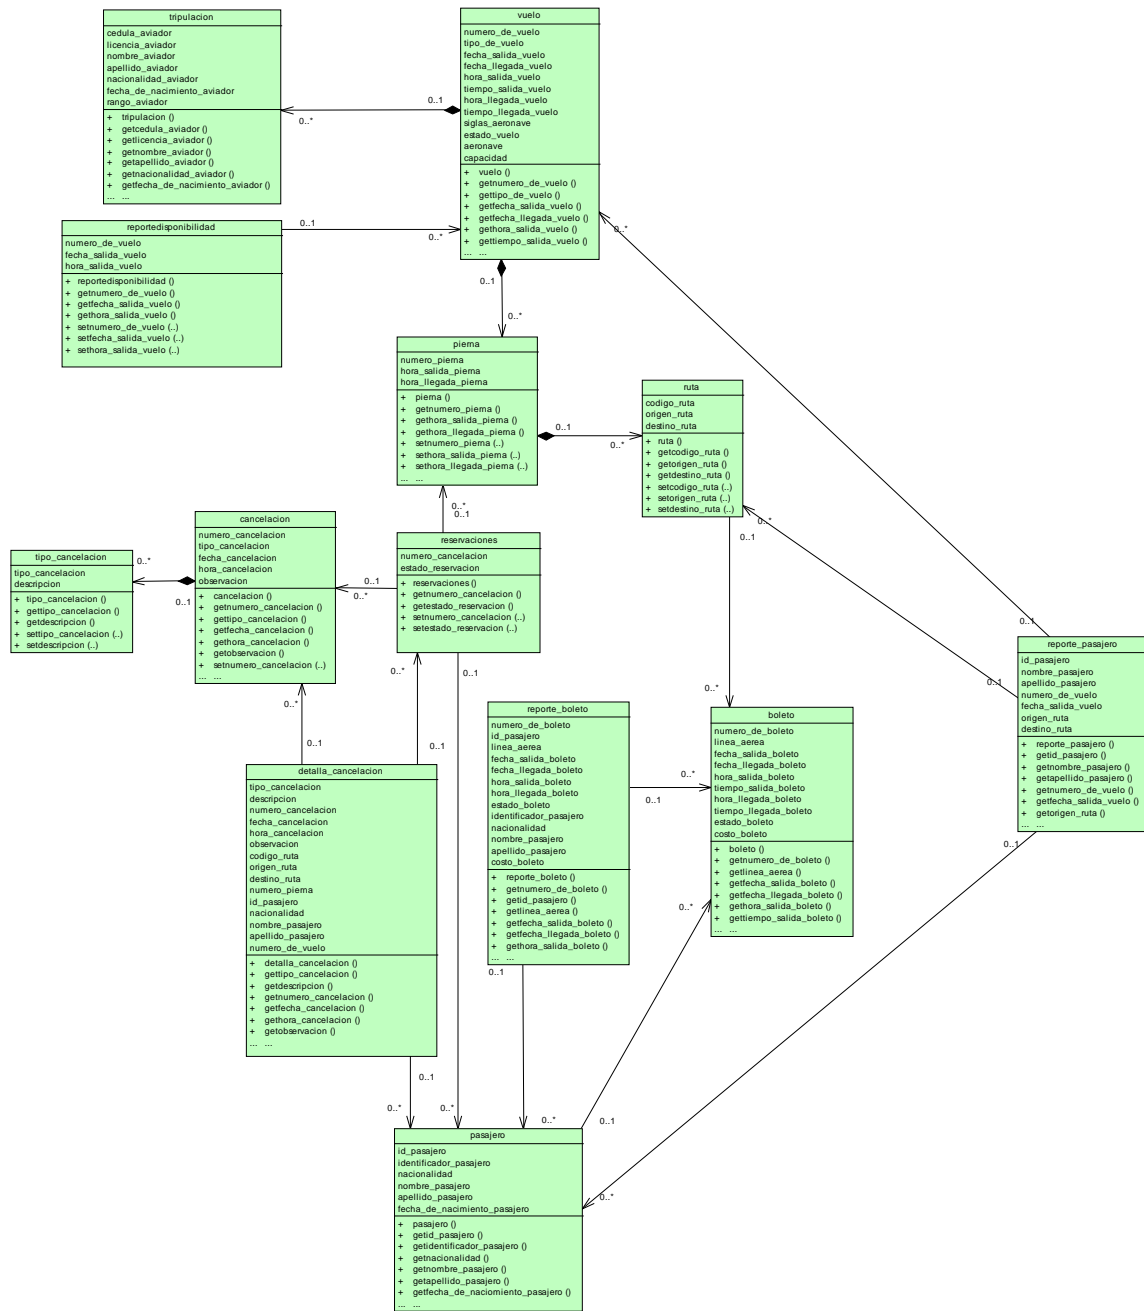 tripulacion
cedula_aviador
licencia_aviador
nombre_aviador
apellido_aviador
nacionalidad_aviador
fecha_de_nacimiento_aviador
rango_aviador
+ tripulacion ()
+ getcedula_aviador ()
+ getlicencia_aviador ()
+ getnombre_aviador ()
+ getapellido_aviador ()
+ getnacionalidad_aviador ()
+ getfecha_de_nacimiento_aviador ()
... ...
0..1
0..*
vuelo
numero_de_vuelo
tipo_de_vuelo
fecha_salida_vuelo
fecha_llegada_vuelo
hora_salida_vuelo
tiempo_salida_vuelo
hora_llegada_vuelo
tiempo_llegada_vuelo
siglas_aeronave
estado_vuelo
aeronave
capacidad
+ vuelo ()
+ getnumero_de_vuelo ()
+ gettipo_de_vuelo ()
+ getfecha_salida_vuelo ()
+ getfecha_llegada_vuelo ()
+ gethora_salida_vuelo ()
+ gettiempo_salida_vuelo ()
... ...
reportedisponibilidad
numero_de_vuelo
fecha_salida_vuelo
hora_salida_vuelo
+ reportedisponibilidad ()
+ getnumero_de_vuelo ()
+ getfecha_salida_vuelo ()
+ gethora_salida_vuelo ()
+ setnumero_de_vuelo (..)
+ setfecha_salida_vuelo (..)
+ sethora_salida_vuelo (..)
0..1
0..*
0..*
0..1
0..*
pierna
numero_pierna
hora_salida_pierna
hora_llegada_pierna
+ pierna ()
+ getnumero_pierna ()
+ gethora_salida_pierna ()
+ gethora_llegada_pierna ()
+ setnumero_pierna (..)
+ sethora_salida_pierna (..)
+ sethora_llegada_pierna (..)
... ...
0..1
0..*
ruta
codigo_ruta
origen_ruta
destino_ruta
+ ruta ()
+ getcodigo_ruta ()
+ getorigen_ruta ()
+ getdestino_ruta ()
+ setcodigo_ruta (..)
+ setorigen_ruta (..)
+ setdestino_ruta (..)
0..*
0..1
0..*
0..1
cancelacion
numero_cancelacion
tipo_cancelacion
fecha_cancelacion
hora_cancelacion
observacion
+ cancelacion ()
+ getnumero_cancelacion ()
+ gettipo_cancelacion ()
+ getfecha_cancelacion ()
+ gethora_cancelacion ()
+ getobservacion ()
+ setnumero_cancelacion (..)
... ...
tipo_cancelacion
tipo_cancelacion
descripcion
+ tipo_cancelacion ()
+ gettipo_cancelacion ()
+ getdescripcion ()
+ settipo_cancelacion (..)
+ setdescripcion (..)
0..*
0..1
reservaciones
numero_cancelacion
estado_reservacion
+ reservaciones ()
+ getnumero_cancelacion ()
+ getestado_reservacion ()
+ setnumero_cancelacion (..)
+ setestado_reservacion (..)
0..1
0..*
0..*
0..1
0..1
0..1
reporte_pasajero
id_pasajero
nombre_pasajero
apellido_pasajero
numero_de_vuelo
fecha_salida_vuelo
origen_ruta
destino_ruta
+ reporte_pasajero ()
+ getid_pasajero ()
+ getnombre_pasajero ()
+ getapellido_pasajero ()
+ getnumero_de_vuelo ()
+ getfecha_salida_vuelo ()
+ getorigen_ruta ()
... ...
0..1
0..*
0..*
0..1
0..1
detalla_cancelacion
tipo_cancelacion
descripcion
numero_cancelacion
fecha_cancelacion
hora_cancelacion
observacion
codigo_ruta
origen_ruta
destino_ruta
numero_pierna
id_pasajero
nacionalidad
nombre_pasajero
apellido_pasajero
numero_de_vuelo
+ detalla_cancelacion ()
+ gettipo_cancelacion ()
+ getdescripcion ()
+ getnumero_cancelacion ()
+ getfecha_cancelacion ()
+ gethora_cancelacion ()
+ getobservacion ()
... ...
reporte_boleto
numero_de_boleto
id_pasajero
linea_aerea
fecha_salida_boleto
fecha_llegada_boleto
hora_salida_boleto
hora_llegada_boleto
estado_boleto
identificador_pasajero
nacionalidad
nombre_pasajero
apellido_pasajero
costo_boleto
+ reporte_boleto ()
+ getnumero_de_boleto ()
+ getid_pasajero ()
+ getlinea_aerea ()
+ getfecha_salida_boleto ()
+ getfecha_llegada_boleto ()
+ gethora_salida_boleto ()
... ...
0..*
0..1
boleto
numero_de_boleto
linea_aerea
fecha_salida_boleto
fecha_llegada_boleto
hora_salida_boleto
tiempo_salida_boleto
hora_llegada_boleto
tiempo_llegada_boleto
estado_boleto
costo_boleto
+ boleto ()
+ getnumero_de_boleto ()
+ getlinea_aerea ()
+ getfecha_salida_boleto ()
+ getfecha_llegada_boleto ()
+ gethora_salida_boleto ()
+ gettiempo_salida_boleto ()
... ...
0..*
0..1
0..1
0..*
0..*
0..*
0..1
0..*
pasajero
id_pasajero
identificador_pasajero
nacionalidad
nombre_pasajero
apellido_pasajero
fecha_de_nacimiento_pasajero
+ pasajero ()
+ getid_pasajero ()
+ getidentificador_pasajero ()
+ getnacionalidad ()
+ getnombre_pasajero ()
+ getapellido_pasajero ()
+ getfecha_de_naciomiento_pasajero ()
... ...